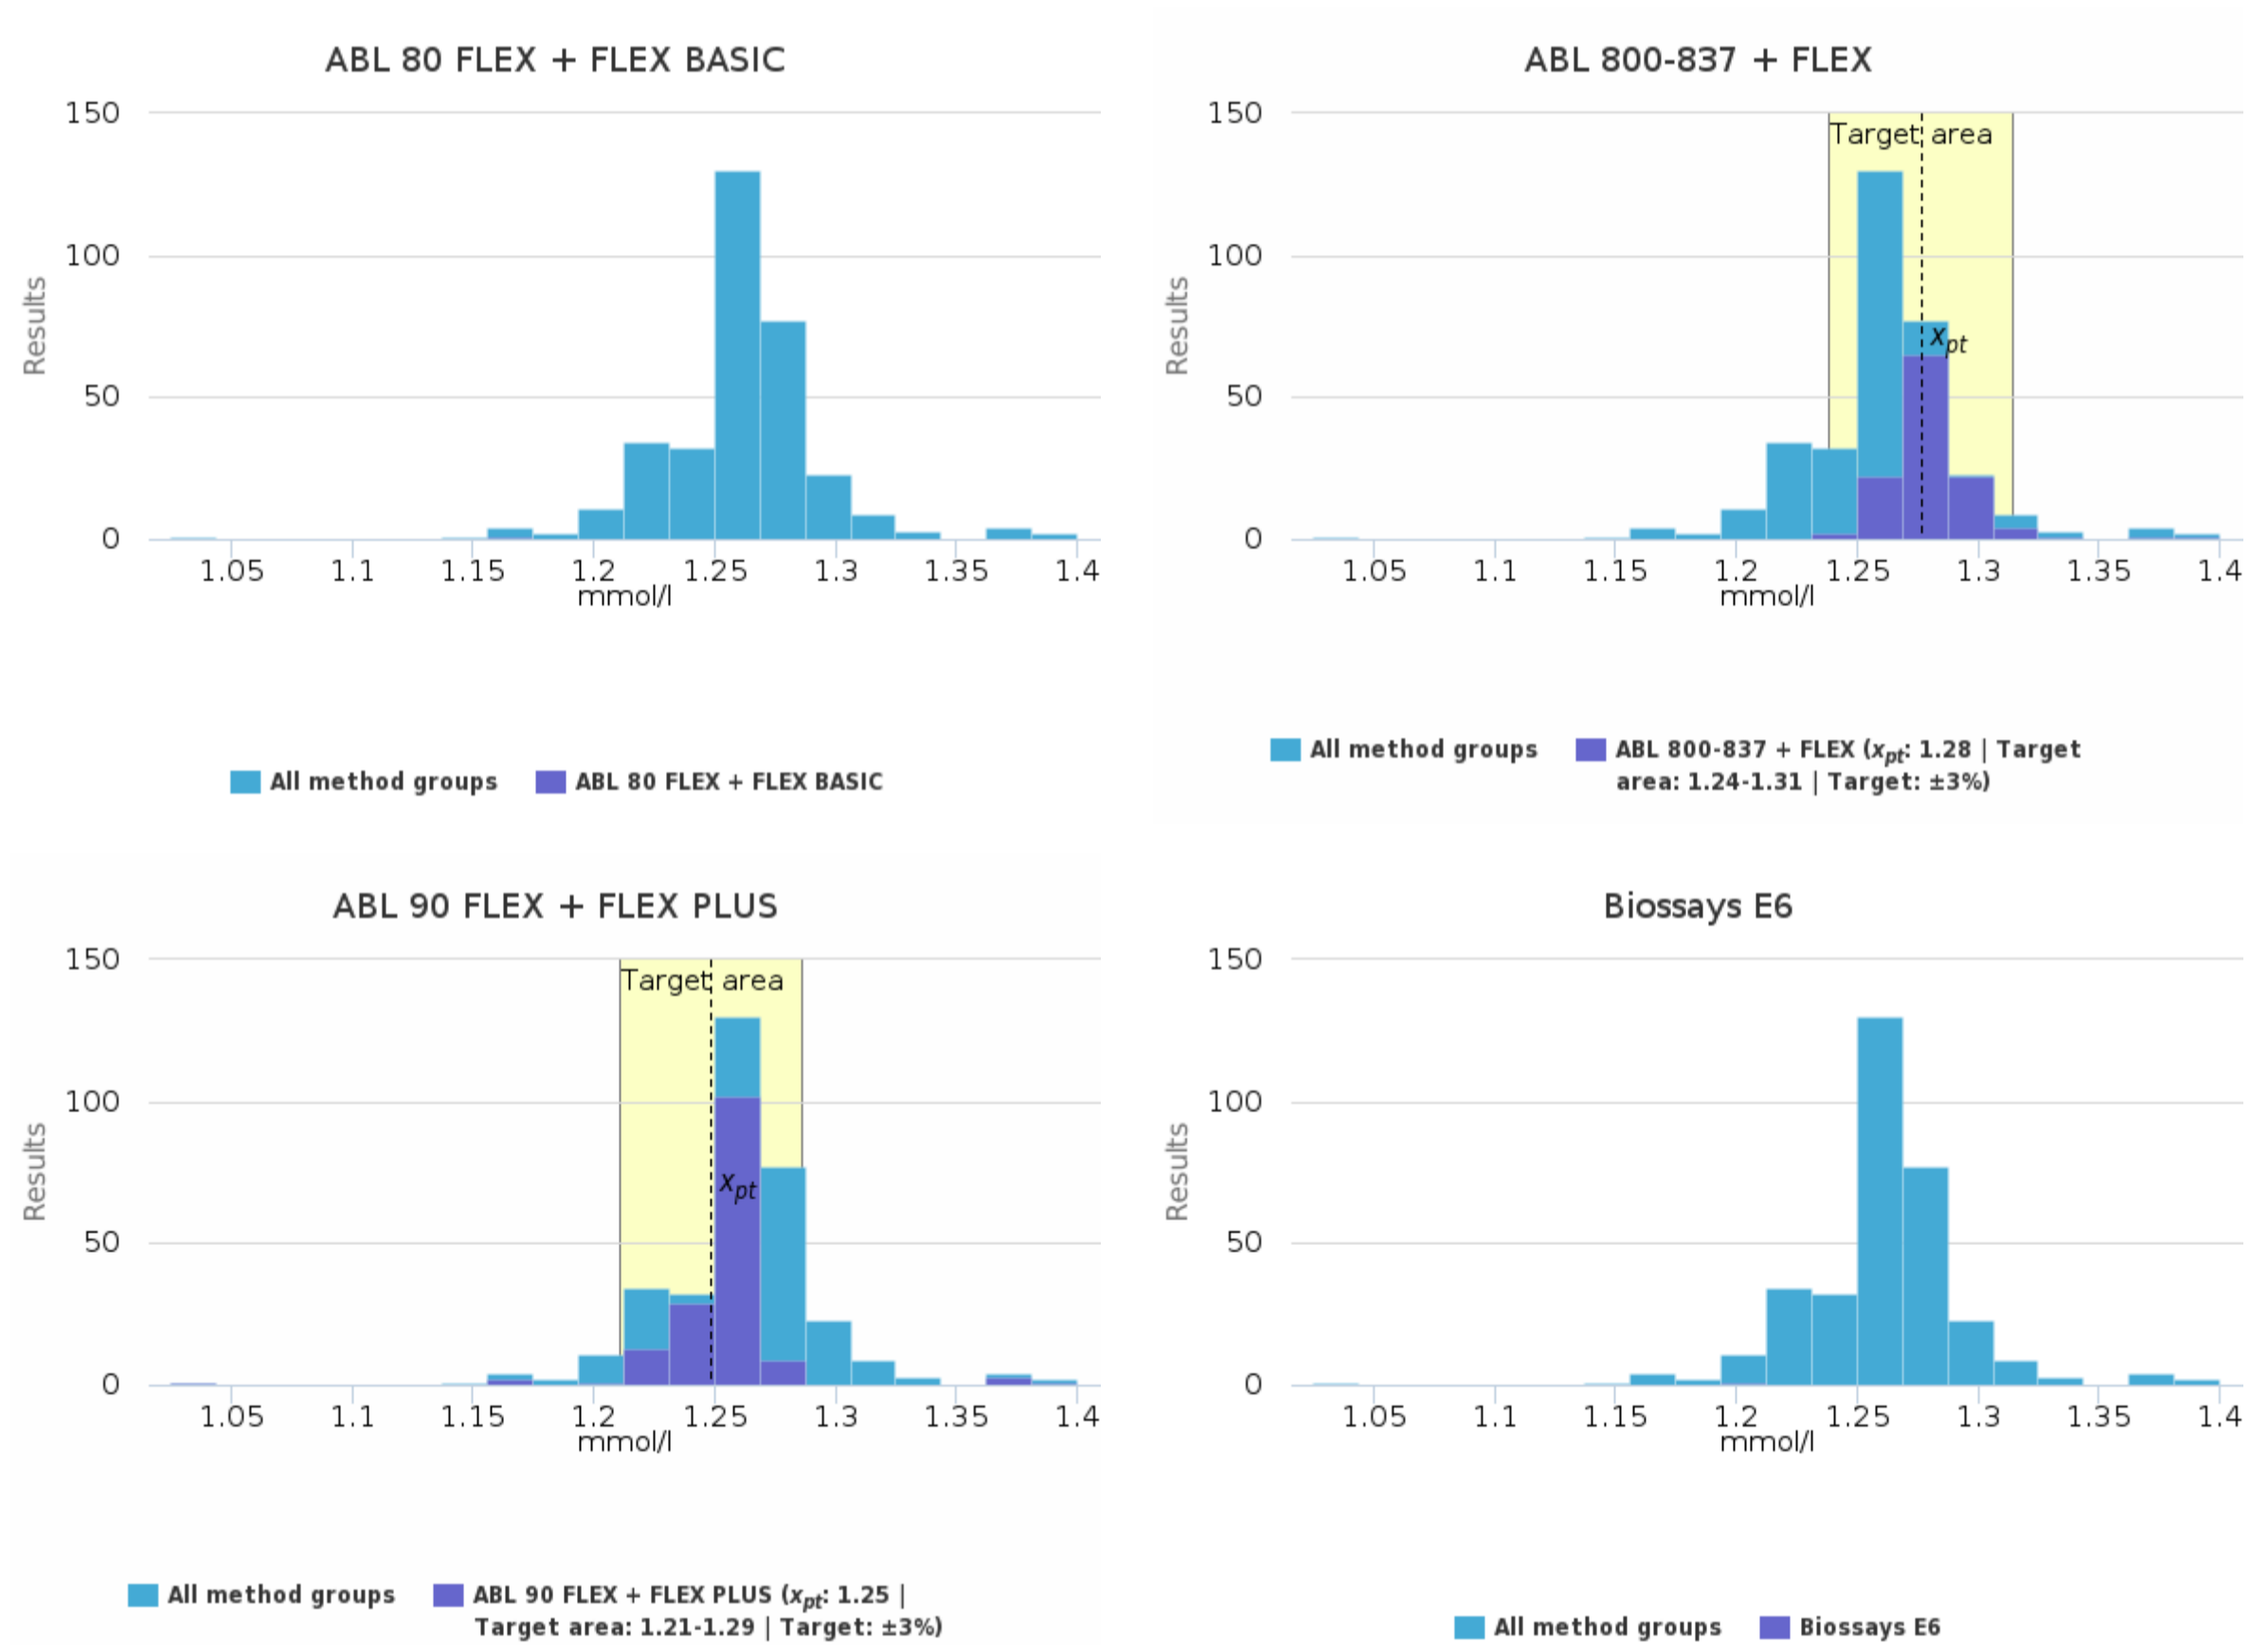 ABL 80 FLEX + FLEX BASIC
150
100
50
0
Results
1.05 1.1 1.15 1.2 1.25 1.3 1.35 1.4
mmol/l
All method groups ABL 80 FLEX + FLEX BASIC
ABL 800-837 + FLEX
150
Target area
100
xpt
50
0
Results
1.05 1.1 1.15 1.2 1.25 1.3 1.35 1.4
mmol/l
All method groups ABL 800-837 + FLEX (xpt: 1.28 | Target
area: 1.24-1.31 | Target: ±3%)
ABL 90 FLEX + FLEX PLUS
150
Target area
100
xpt
50
0
Results
1.05 1.1 1.15 1.2 1.25 1.3 1.35 1.4
mmol/l
All method groups ABL 90 FLEX + FLEX PLUS (xpt: 1.25 |
Target area: 1.21-1.29 | Target: ±3%)
Biossays E6
150
100
50
0
Results
1.05 1.1 1.15 1.2 1.25 1.3 1.35 1.4
mmol/l
All method groups Biossays E6